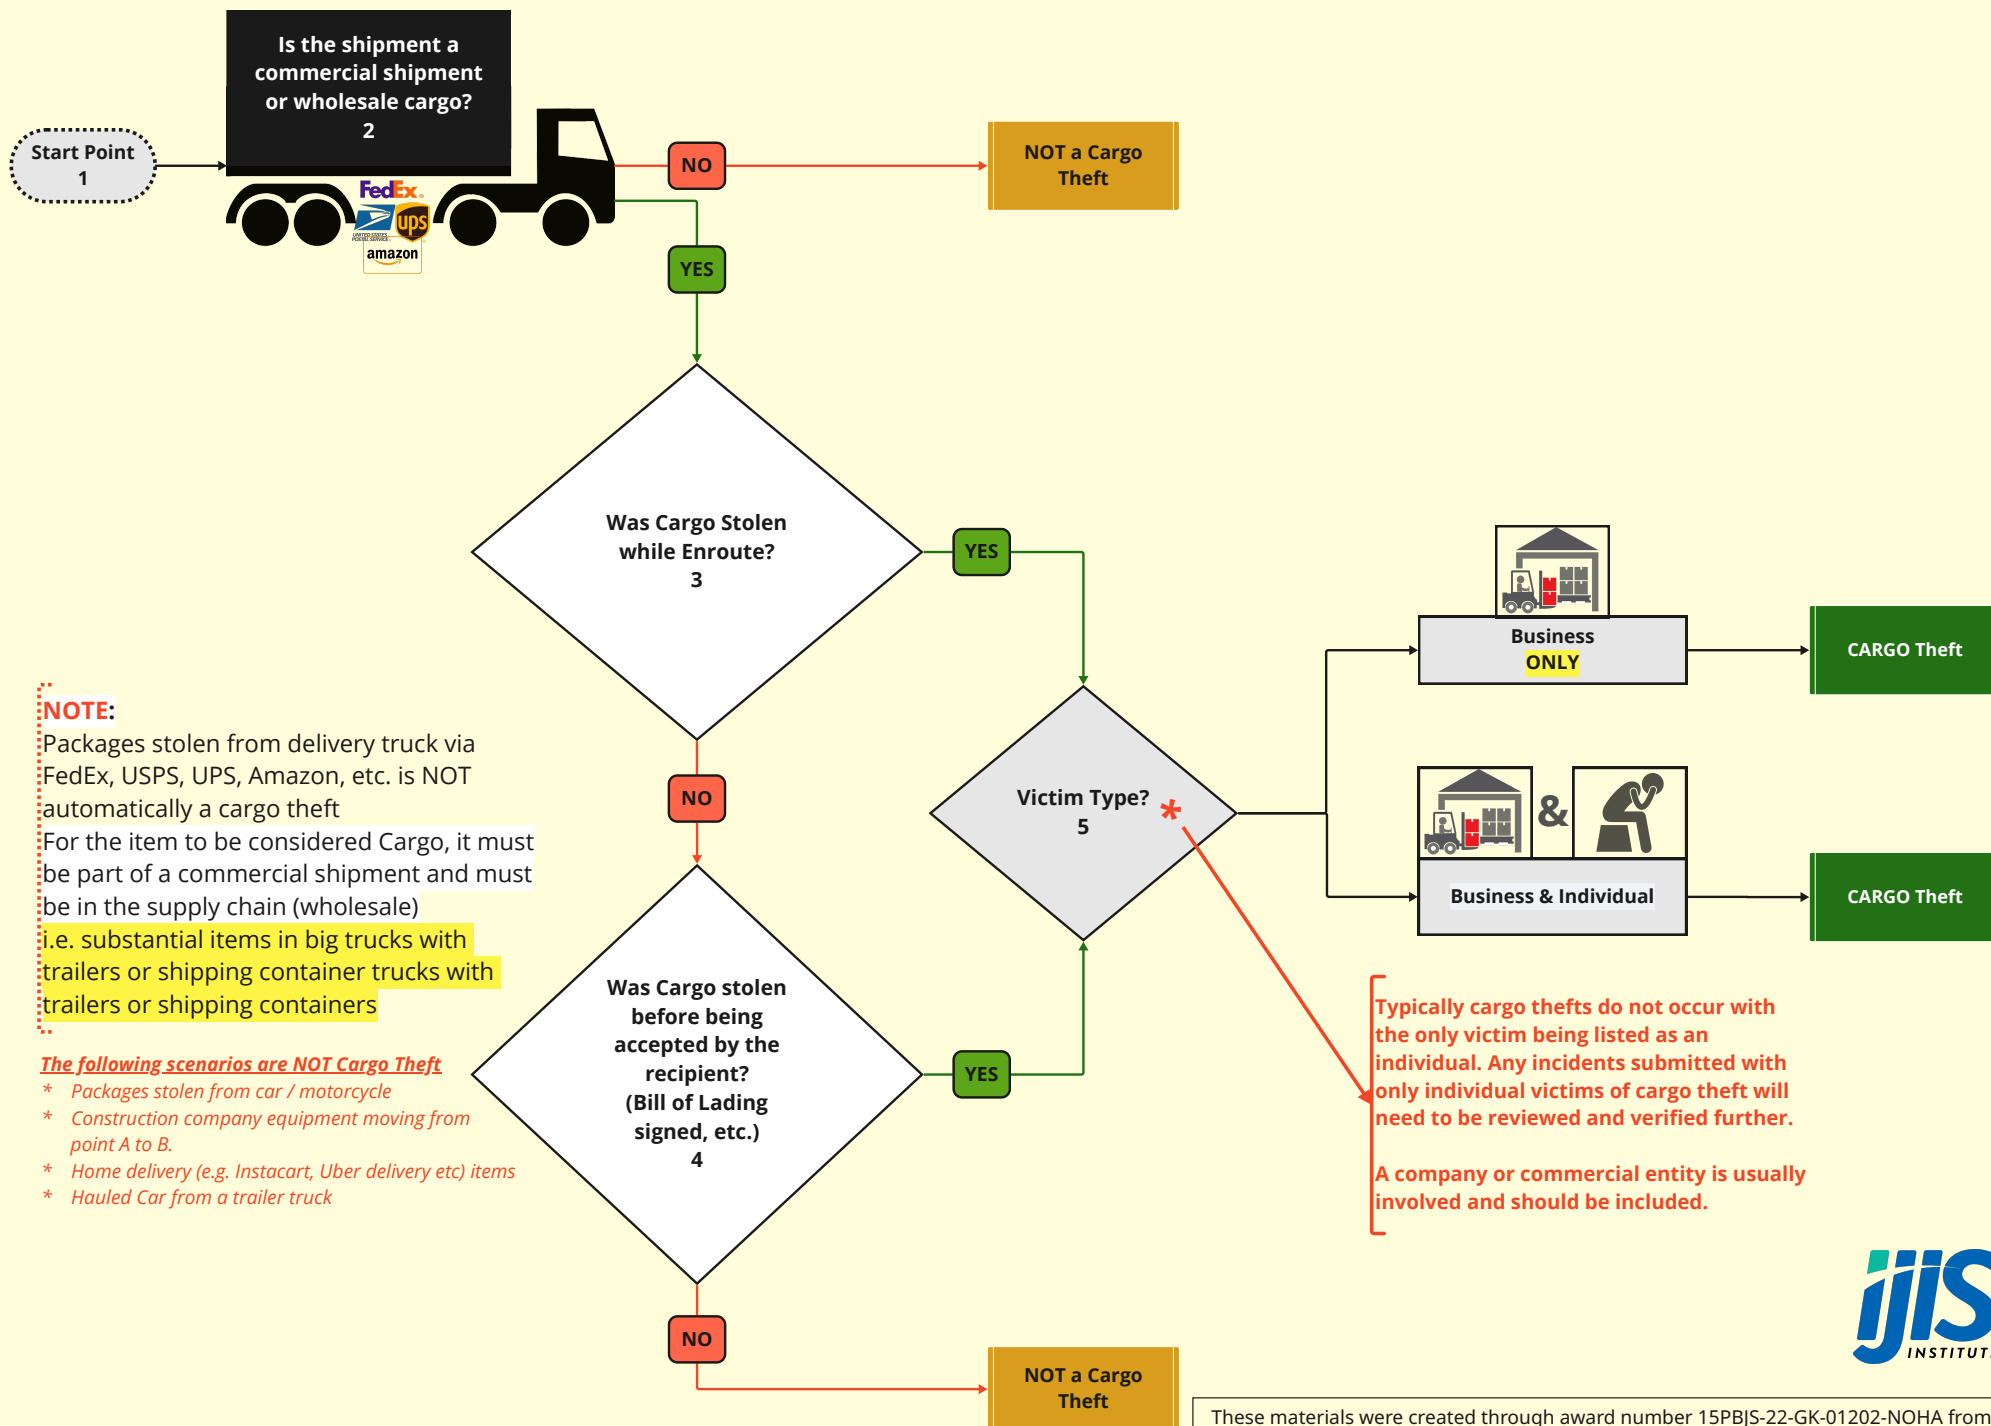 Is the shipment a
commercial shipment
or wholesale cargo?
2
Start Point
1
FedEx®
UNITED STATES
POSTAL SERVICE
ups
amazon
NO
NOT a Cargo
Theft
YES
Was Cargo Stolen
while Enroute?
3
YES
Business
ONLY
CARGO Theft
NOTE:
Packages stolen from delivery truck via
FedEx, USPS, UPS, Amazon, etc. is NOT
automatically a cargo theft
For the item to be considered Cargo, it must
be part of a commercial shipment and must
be in the supply chain (wholesale)
i.e. substantial items in big trucks with
trailers or shipping container trucks with
trailers or shipping containers
NO
Victim Type? *
5
&
Business & Individual
CARGO Theft
The following scenarios are NOT Cargo Theft
* Packages stolen from car / motorcycle
* Construction company equipment moving from
point A to B.
* Home delivery (e.g. Instacart, Uber delivery etc) items
* Hauled Car from a trailer truck
Was Cargo stolen
before being
accepted by the
recipient?
(Bill of Lading
signed, etc.)
4
YES
Typically cargo thefts do not occur with
the only victim being listed as an
individual. Any incidents submitted with
only individual victims of cargo theft will
need to be reviewed and verified further.
A company or commercial entity is usually
involved and should be included.
NO
NOT a Cargo
Theft
ijis
INSTITUT
These materials were created through award number 15PBJS-22-GK-01202-NOHA from